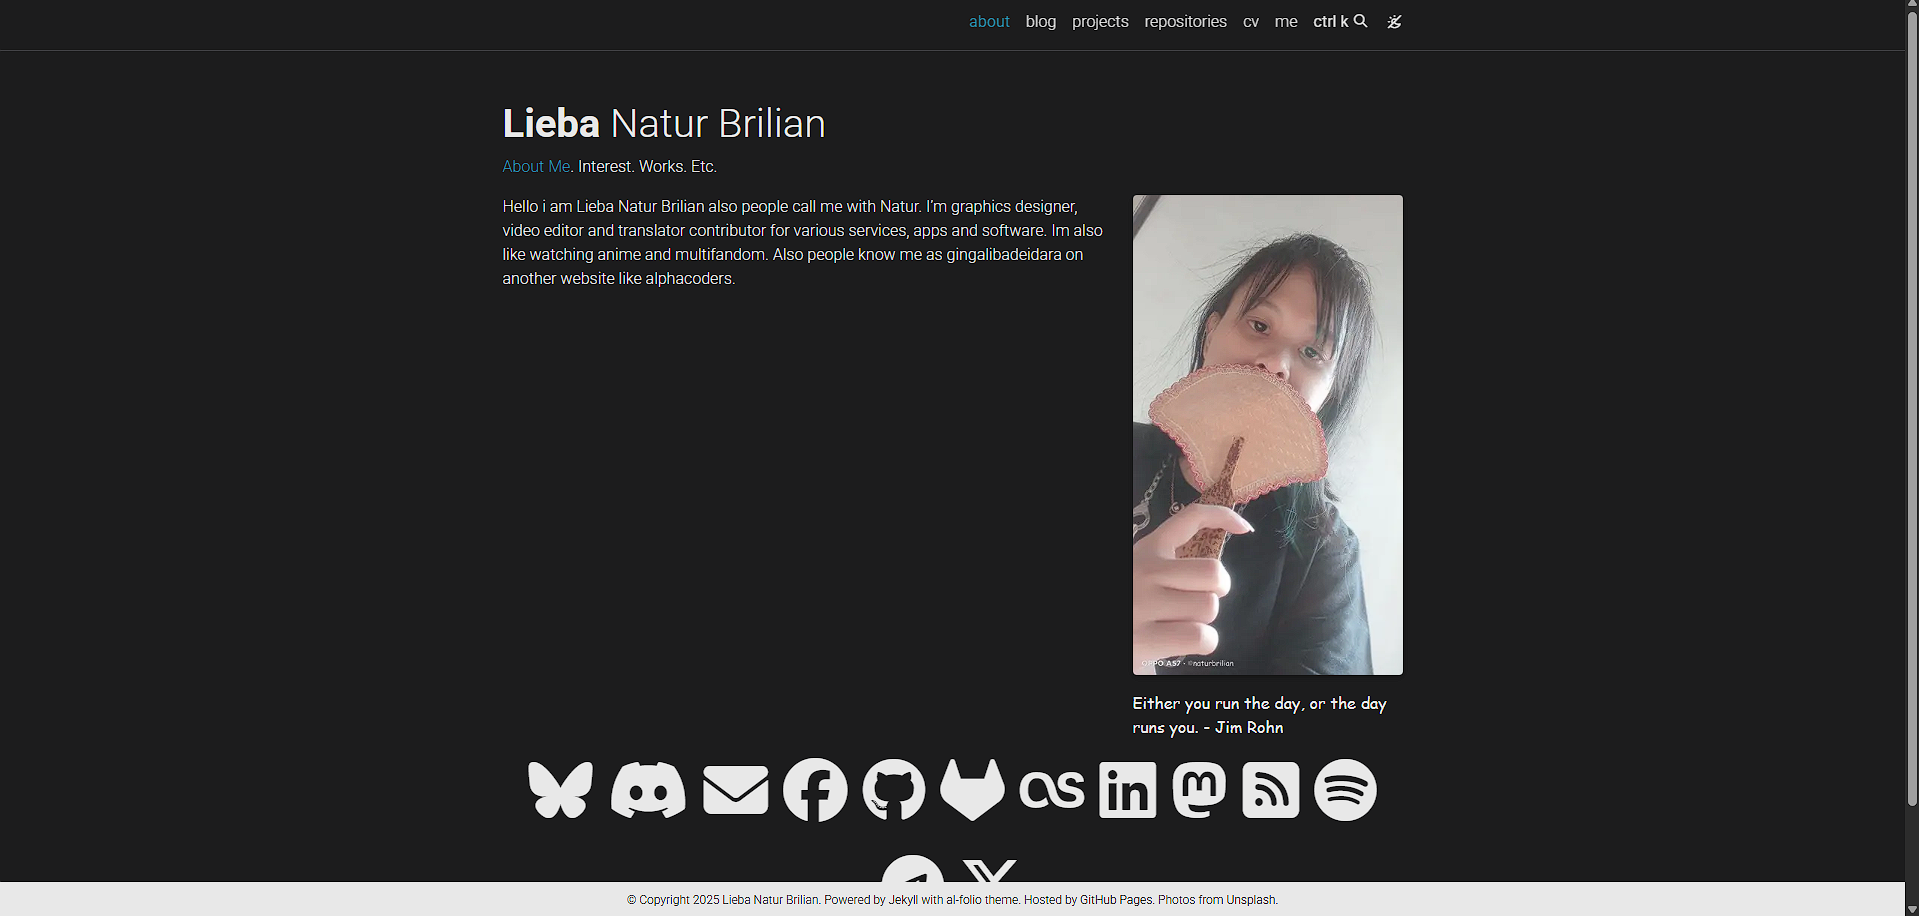 about blog projects repositories cv me ctrl k
Lieba Natur Brilian
About Me. Interest. Works. Etc.
Hello i am Lieba Natur Brilian also people call me with Natur. I’m graphics designer,
video editor and translator contributor for various services, apps and software. Im also
like watching anime and multifandom. Also people know me as gingalibadeidara on
another website like alphacoders.
OPPO A57 · ©naturbrilian
Either you run the day, or the day
runs you. - Jim Rohn
© Copyright 2025 Lieba Natur Brilian. Powered by Jekyll with al-folio theme. Hosted by GitHub Pages. Photos from Unsplash.